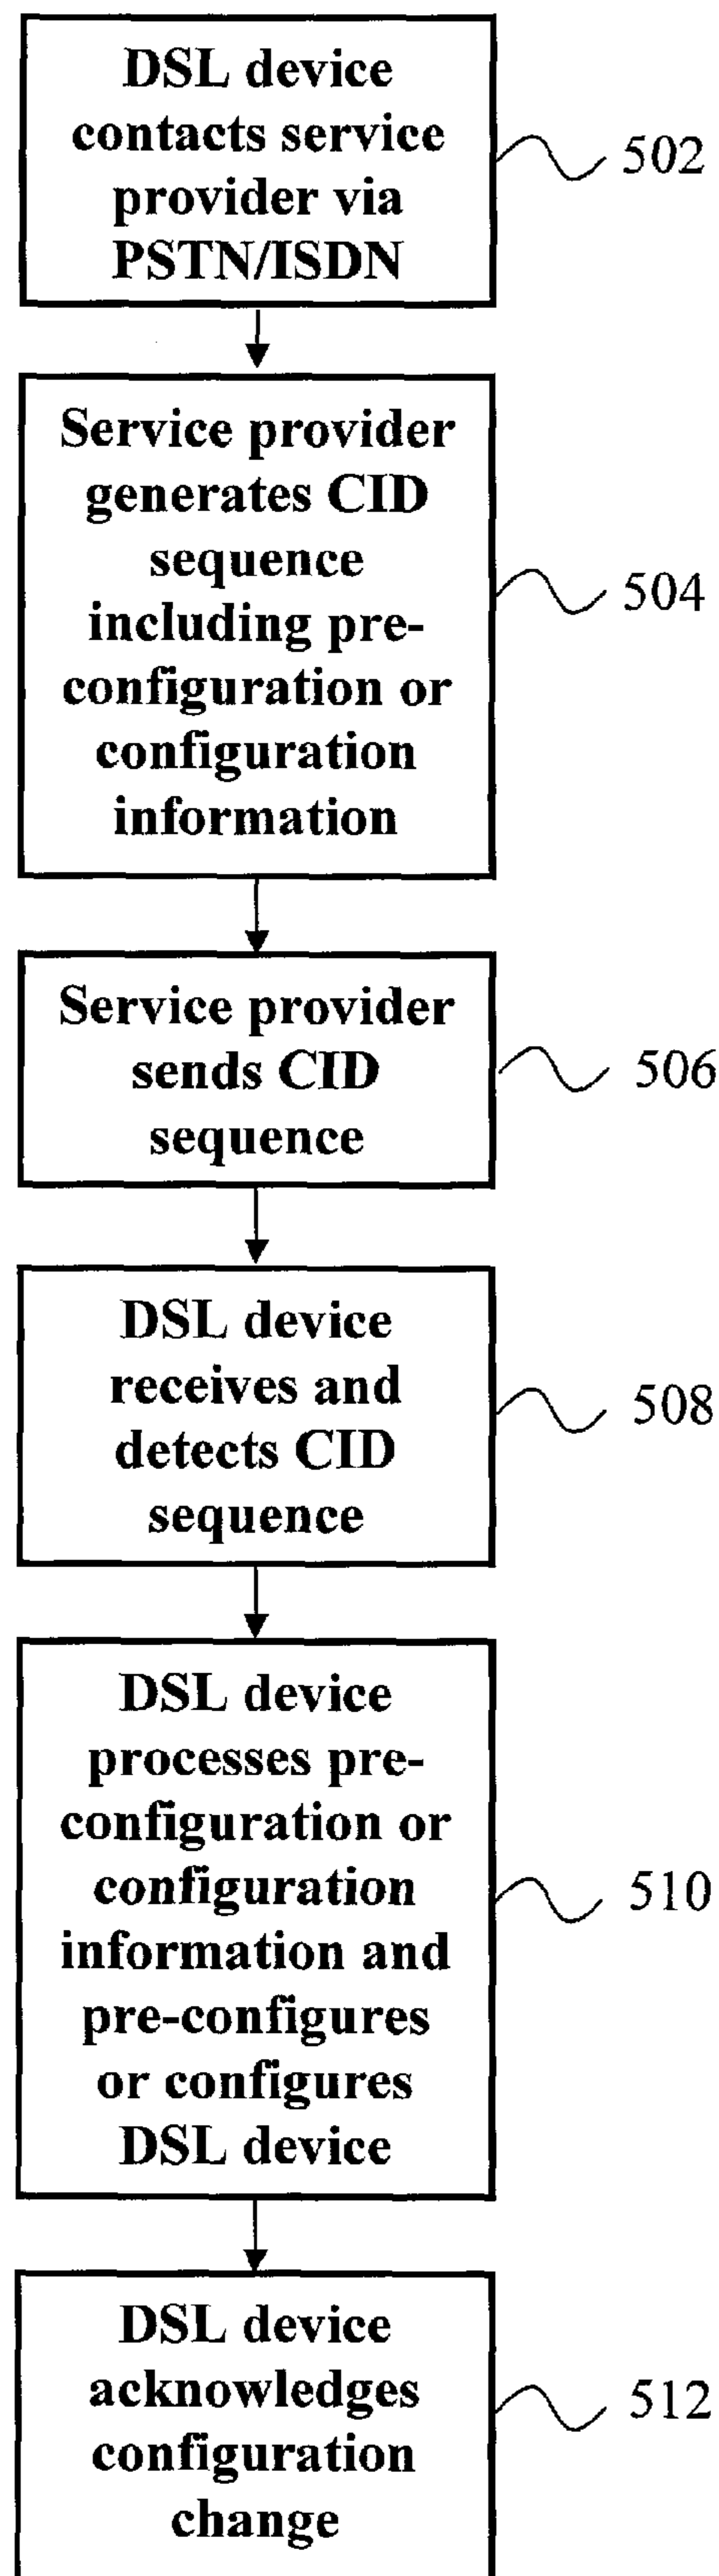 DSL device
contacts service
provider via
PSTN/ISDN
502
Service provider
generates CID
sequence
including pre-
configuration or
configuration
information
504
Service provider
sends CID
sequence
506
DSL device
receives and
detects CID
sequence
508
DSL device
processes pre-
configuration or
configuration
information and
pre-configures
or configures
DSL device
510
DSL device
acknowledges
configuration
change
512